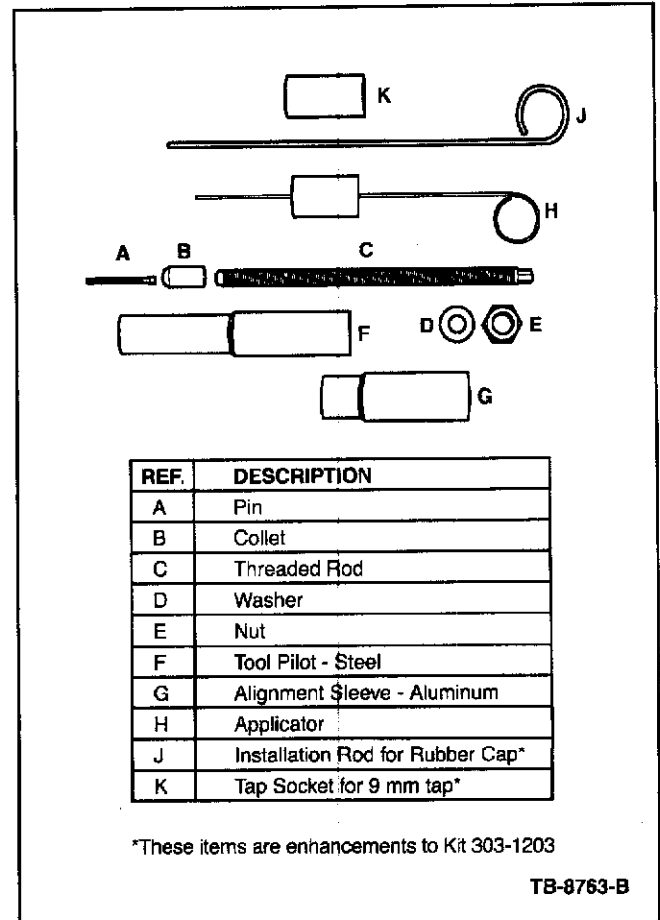 K
J
H
A B C
F D E
G
REF. DESCRIPTION
A Pin
B Collet
C Threaded Rod
D Washer
E Nut
F Tool Pilot - Steel
G Alignment Sleeve - Aluminum
H Applicator
J Installation Rod for Rubber Cap*
K Tap Socket for 9 mm tap*
*These items are enhancements to Kit 303-1203
TB-8763-B